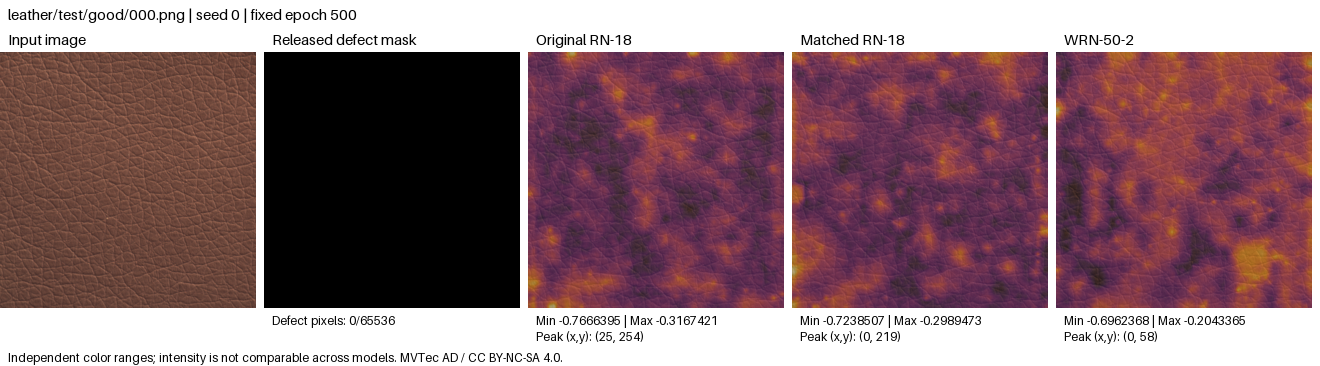 leather/test/good/000.png | seed 0 | fixed epoch 500
Input image
Released defect mask
Original RN-18
Matched RN-18
WRN-50-2
Defect pixels: 0/65536
Min -0.7666395 | Max -0.3167421
Peak (x,y): (25, 254)
Min -0.7238507 | Max -0.2989473
Peak (x,y): (0, 219)
Min -0.6962368 | Max -0.2043365
Peak (x,y): (0, 58)
Independent color ranges; intensity is not comparable across models. MVTec AD / CC BY-NC-SA 4.0.